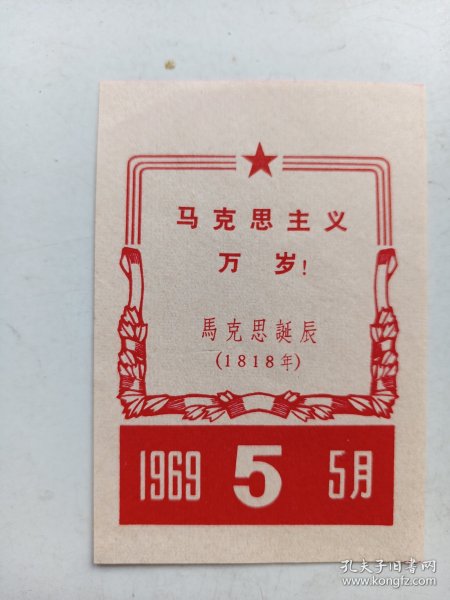 马克思主义
万岁!
馬克思誕辰
(1818年)
1969 5 5月
孔夫子旧书网
www.kongfz.com